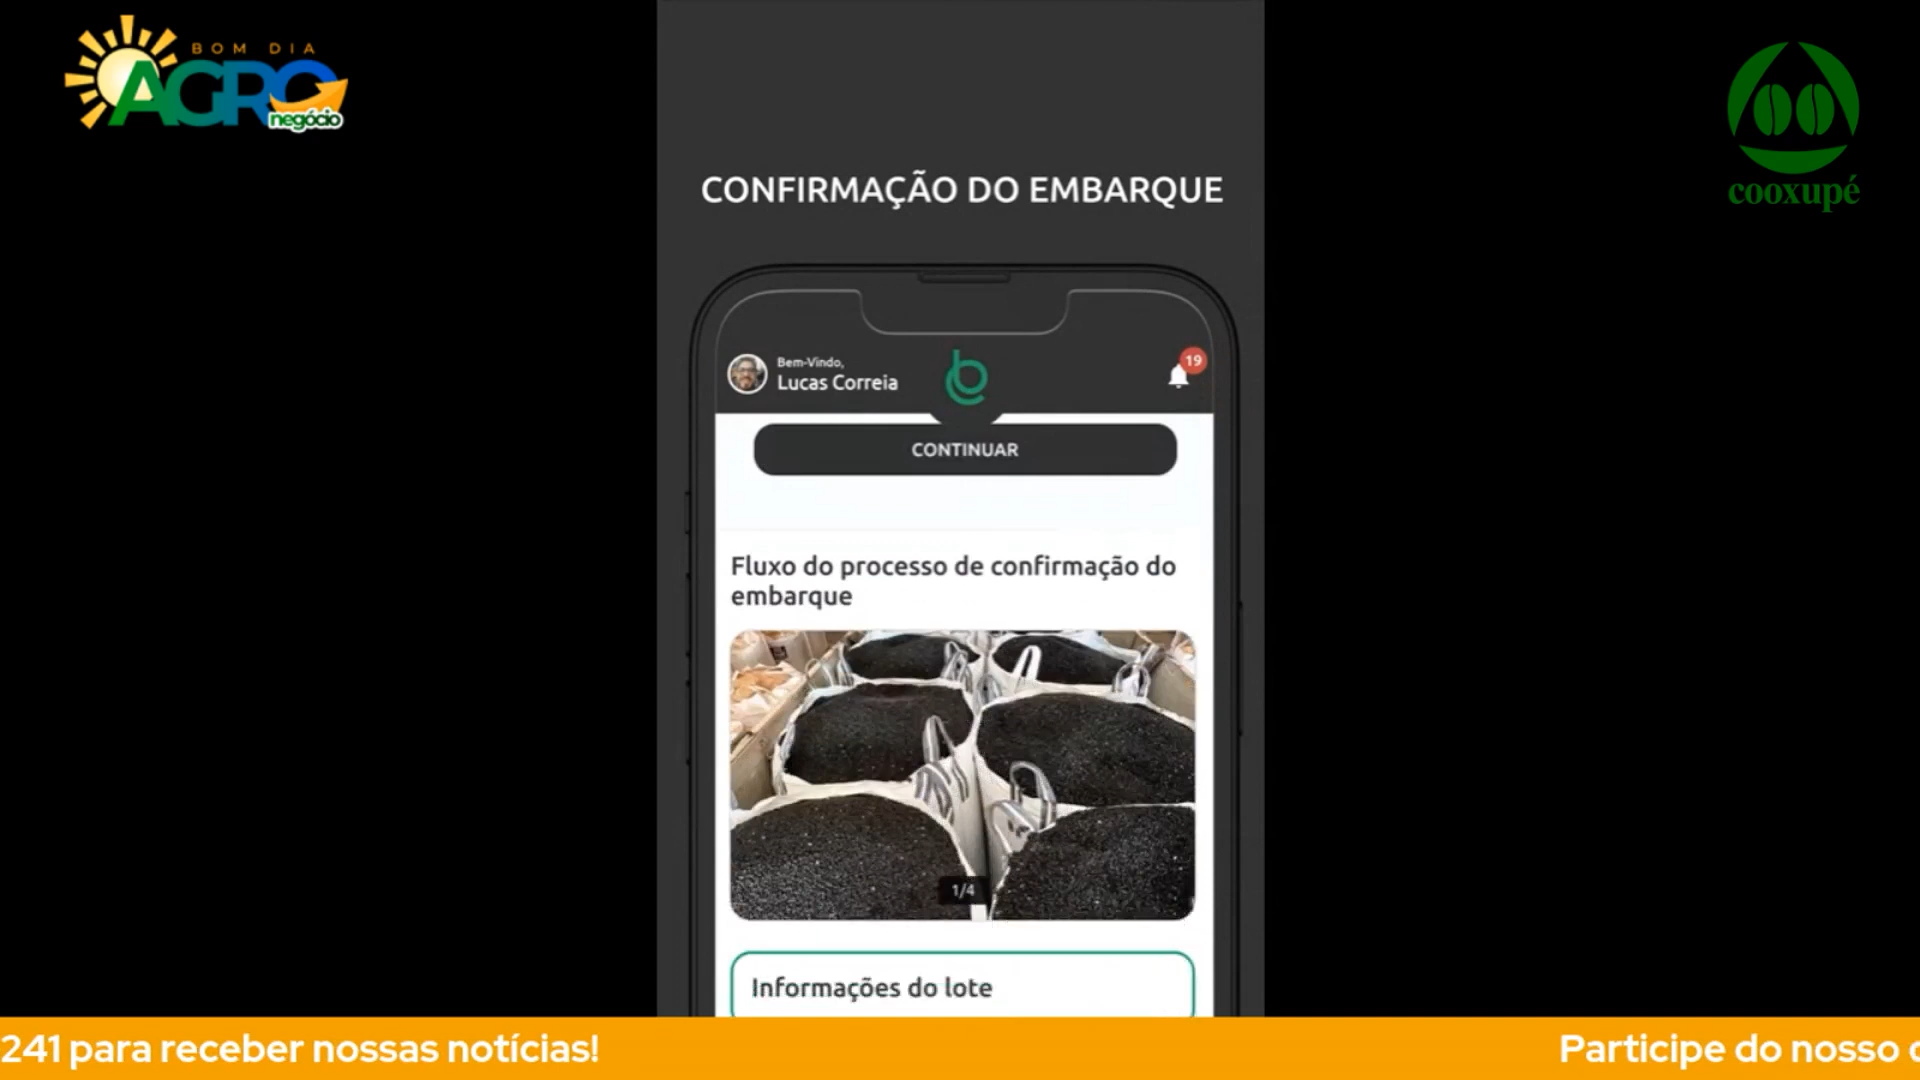 BOM DIA
AGRO
negócio
cooxupé
CONFIRMAÇÃO DO EMBARQUE
Bem-Vindo,
Lucas Correia
19
CONTINUAR
Fluxo do processo de confirmação do
embarque
1/4
Informações do lote
241 para receber nossas notícias!
Participe do nosso